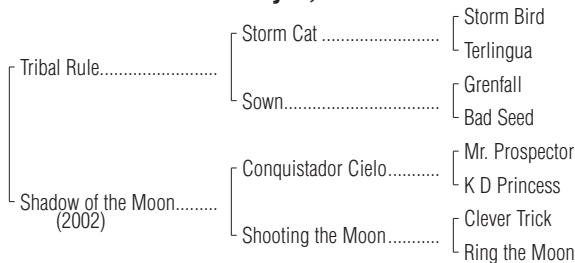 Storm Bird
Storm Cat ........................
Terlingua
Tribal Rule........................
Grenfall
Sown................................
Bad Seed
Mr. Prospector
Conquistador Cielo...........
K D Princess
Shadow of the Moon.........
(2002)
Clever Trick
Shooting the Moon...........
Ring the Moon